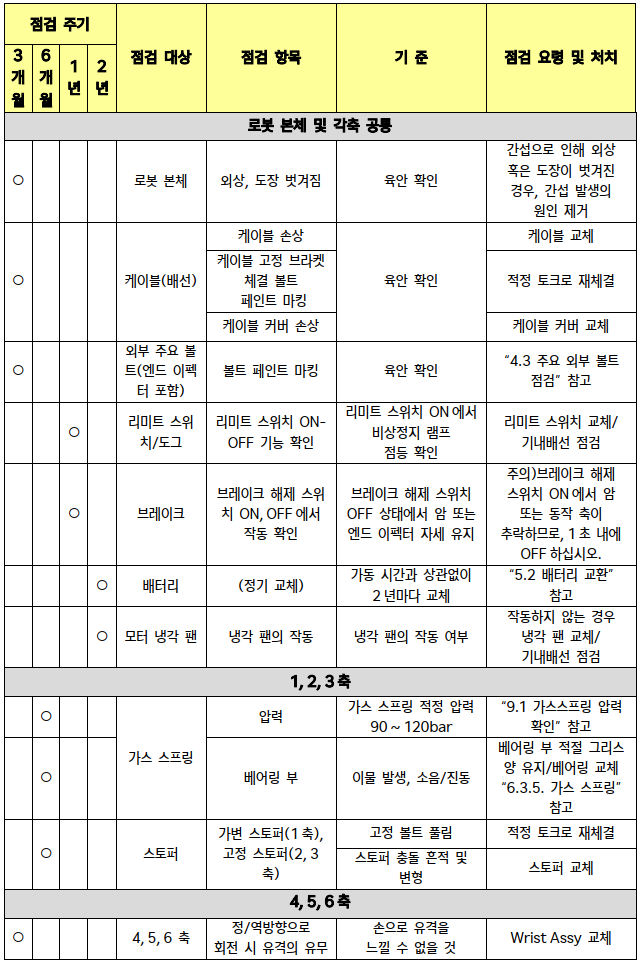 점검 주기
점검 대상
점검 항목
기 준
점검 요령 및 처치
3
개
월
6
개
월
1
년
2
년
로봇 본체 및 각축 공통
○
로봇 본체
외상, 도장 벗겨짐
육안 확인
간섭으로 인해 외상
혹은 도장이 벗겨진
경우, 간섭 발생의
원인 제거
○
케이블(배선)
케이블 손상
육안 확인
케이블 교체
케이블 고정 브라켓
체결 볼트
페인트 마킹
적정 토크로 재체결
케이블 커버 손상
케이블 커버 교체
○
외부 주요 볼
트(엔드 이펙
터 포함)
볼트 페인트 마킹
육안 확인
“4.3 주요 외부 볼트
점검” 참고
○
리미트 스위
치/도그
리미트 스위치 ON-
OFF 기능 확인
리미트 스위치 ON에서
비상정지 램프
점등 확인
리미트 스위치 교체/
기내배선 점검
○
브레이크
브레이크 해제 스위
치 ON, OFF에서
작동 확인
브레이크 해제 스위치
OFF 상태에서 암 또는
엔드 이펙터 자세 유지
주의)브레이크 해제
스위치 ON에서 암
또는 동작 축이
추락하므로, 1초 내에
OFF하십시오.
○
배터리
(정기 교체)
가동 시간과 상관없이
2년마다 교체
“5.2 배터리 교환”
참고
○
모터 냉각 팬
냉각 팬의 작동
냉각 팬의 작동 여부
작동하지 않는 경우
냉각 팬 교체/
기내배선 점검
1, 2, 3축
○
가스 스프링
압력
가스 스프링 적정 압력
90 ~ 120bar
“9.1 가스스프링 압력
확인” 참고
○
베어링 부
이물 발생, 소음/진동
베어링 부 적절 그리스
양 유지/베어링 교체
“6.3.5. 가스 스프링”
참고
○
스토퍼
가변 스토퍼(1축),
고정 스토퍼(2, 3
축)
고정 볼트 풀림
적정 토크로 재체결
스토퍼 충돌 흔적 및
변형
스토퍼 교체
4, 5, 6축
○
4, 5, 6 축
정/역방향으로
회전 시 유격의 유무
손으로 유격을
느낄 수 없을 것
Wrist Assy 교체